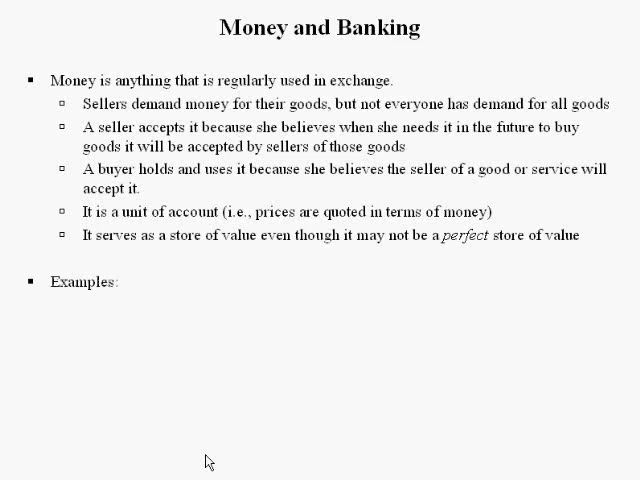 Money and Banking
▪ Money is anything that is regularly used in exchange.
▫ Sellers demand money for their goods, but not everyone has demand for all goods
▫ A seller accepts it because she believes when she needs it in the future to buy
goods it will be accepted by sellers of those goods
▫ A buyer holds and uses it because she believes the seller of a good or service will
accept it.
▫ It is a unit of account (i.e., prices are quoted in terms of money)
▫ It serves as a store of value even though it may not be a perfect store of value
▪ Examples: